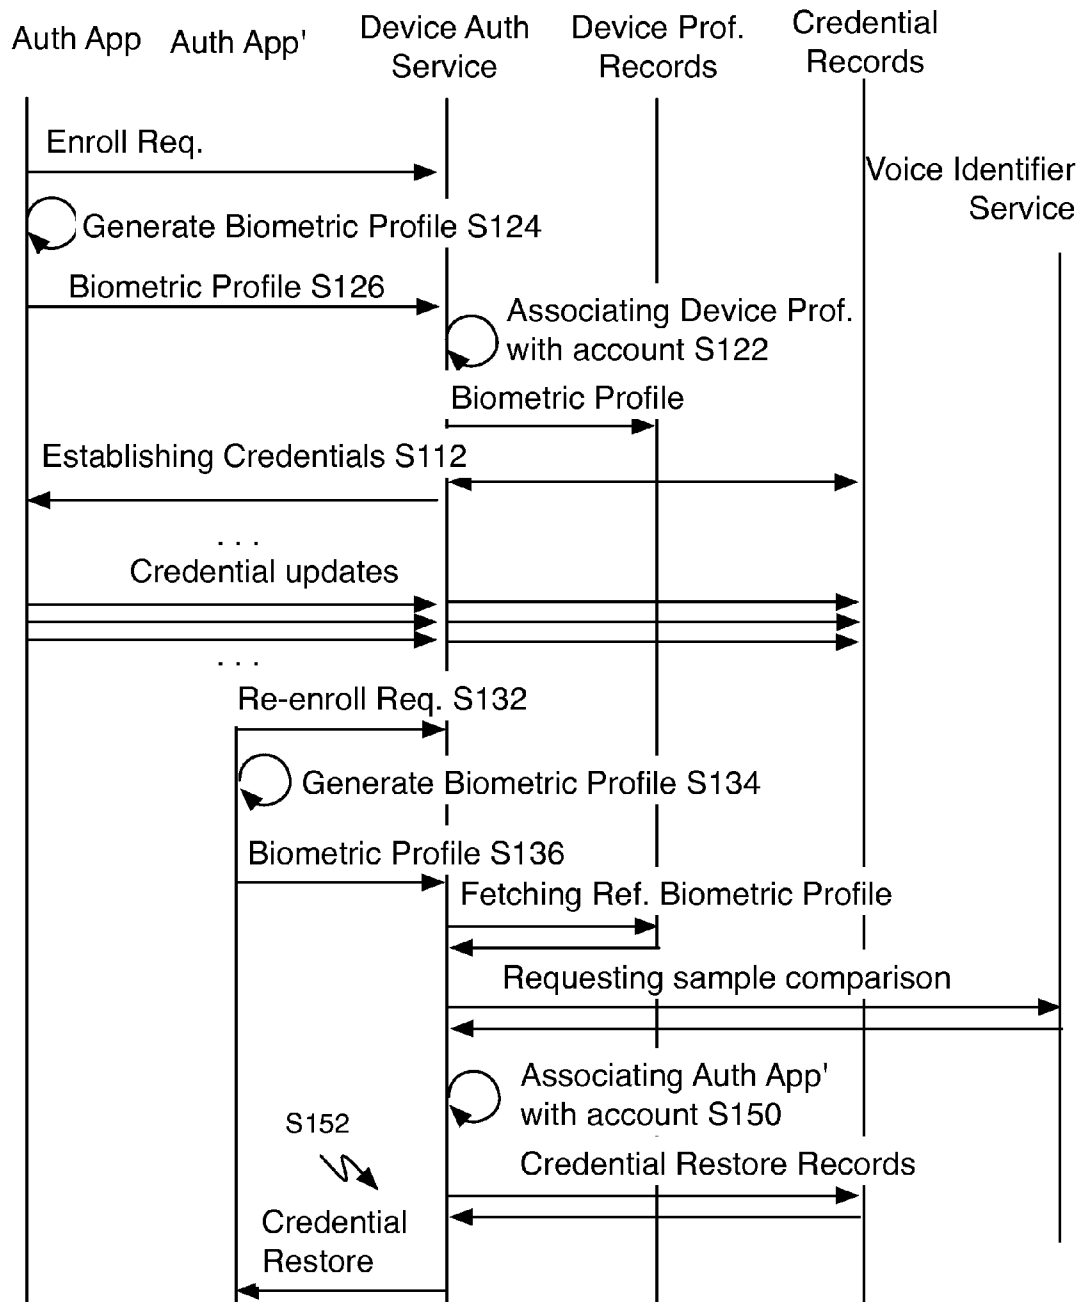 Auth App
Auth App'
Device Auth
Service
Device Prof.
Records
Credential
Records
Voice Identifier
Service
Enroll Req.
Generate Biometric Profile S124
Biometric Profile S126
Associating Device Prof.
with account S122
Biometric Profile
Establishing Credentials S112
. . .
Credential updates
. . .
Re-enroll Req. S132
Generate Biometric Profile S134
Biometric Profile S136
Fetching Ref. Biometric Profile
Requesting sample comparison
Associating Auth App'
with account S150
S152
Credential Restore Records
Credential
Restore